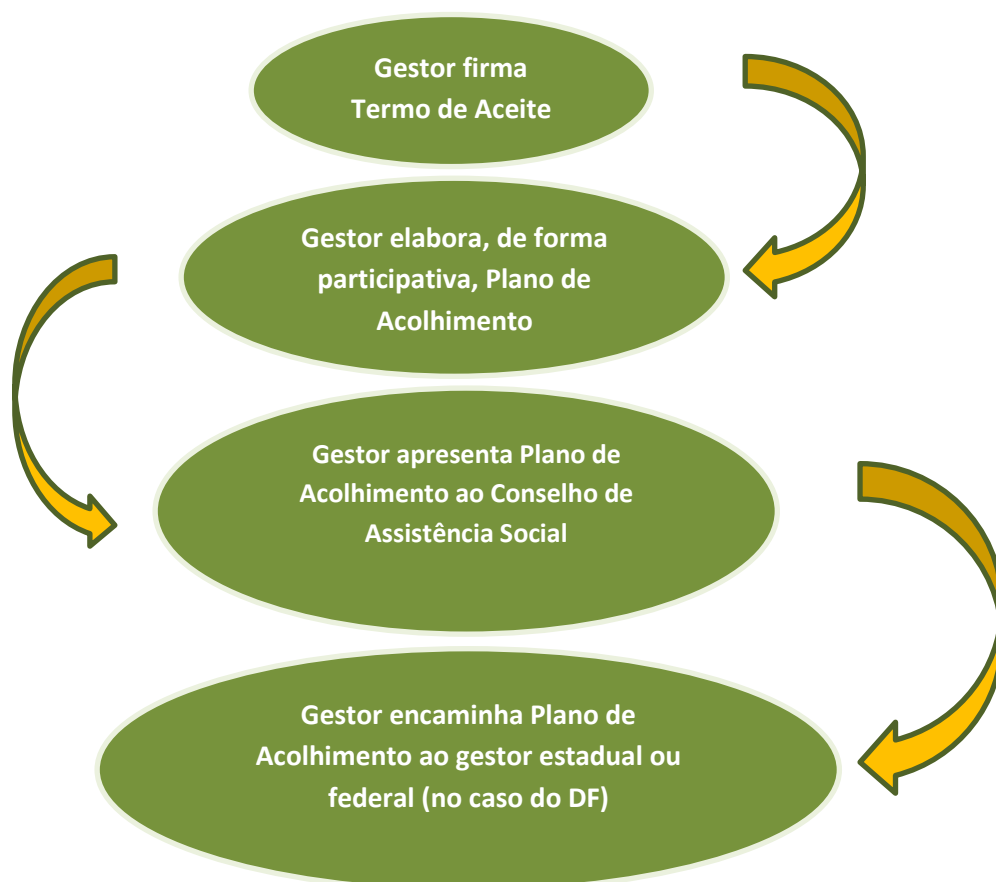 Gestor firma
Termo de Aceite
Gestor elabora, de forma
participativa, Plano de
Acolhimento
Gestor apresenta Plano de
Acolhimento ao Conselho de
Assistência Social
Gestor encaminha Plano de
Acolhimento ao gestor estadual ou
federal (no caso do DF)